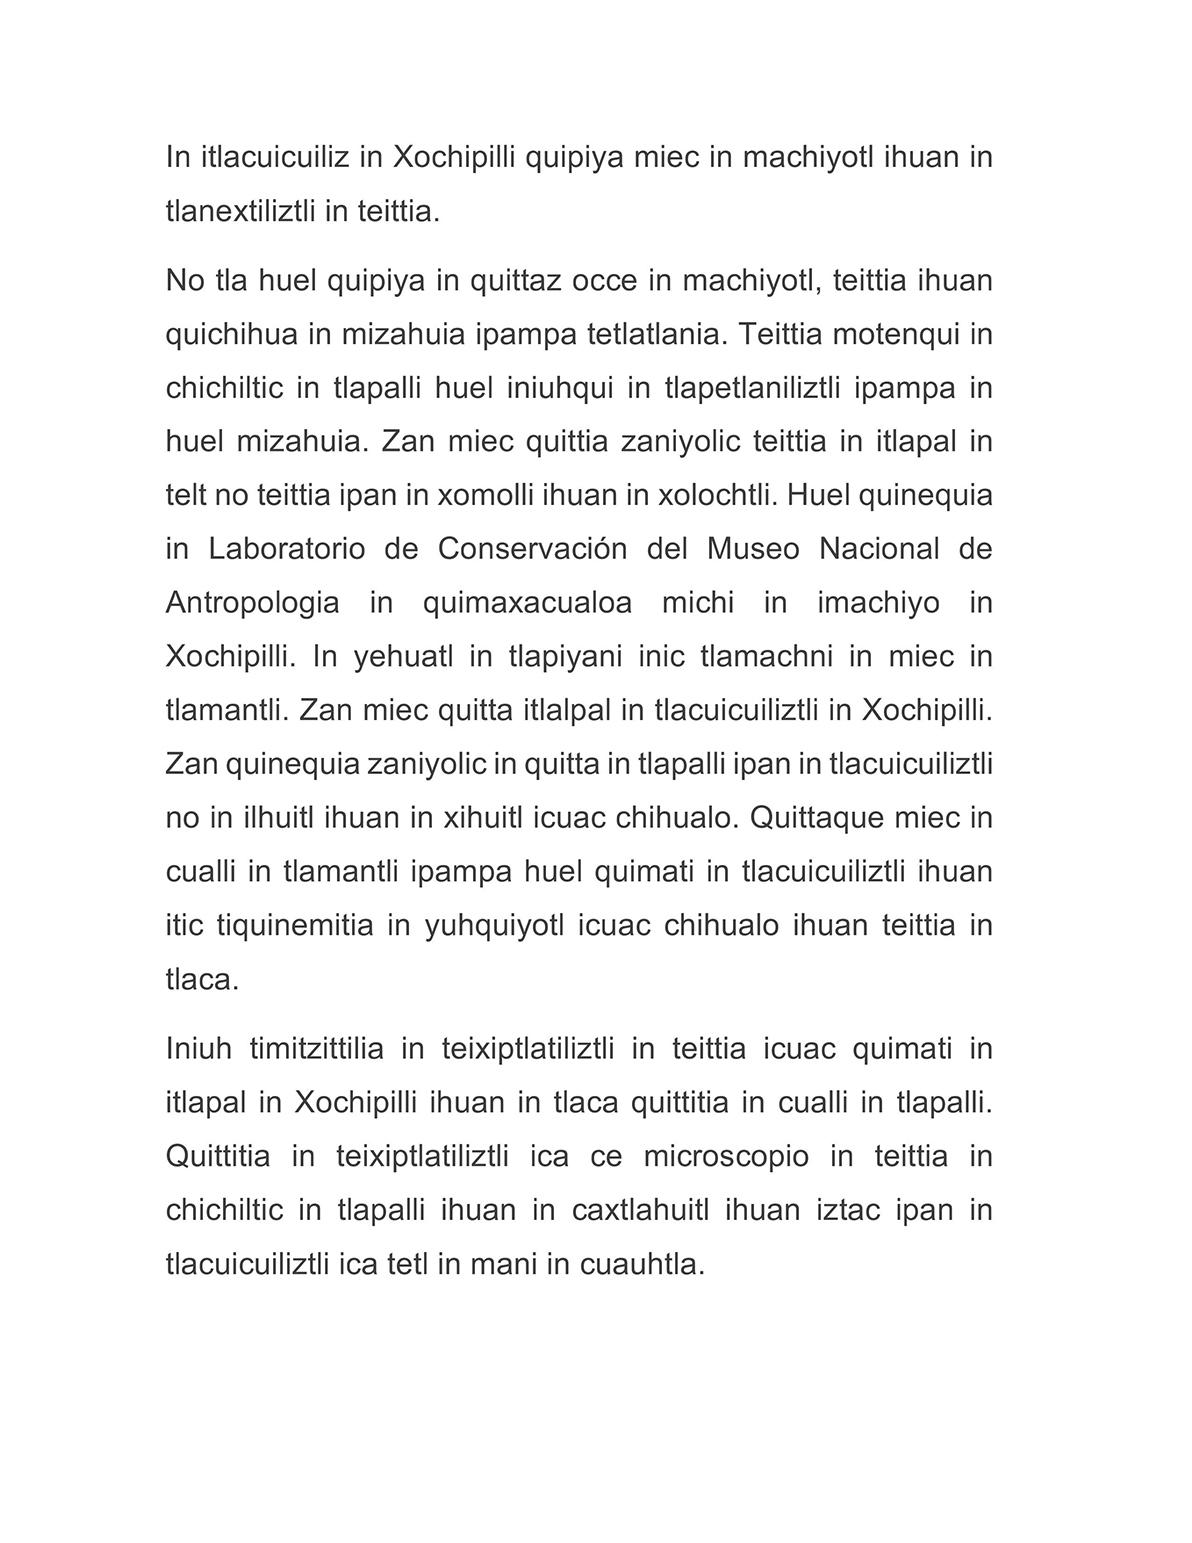 In itlacuicuiliz in Xochipilli quipiya miec in machiyotl ihuan in
tlanextiliztli in teittia.
No tla huel quipiya in quittaz occe in machiyotl, teittia ihuan
quichihua in mizahuia ipampa tetlatlania. Teittia motenqui in
chichiltic in tlapalli huel iniuhqui in tlapetlaniliztli ipampa in
huel mizahuia. Zan miec quittia zaniyolic teittia in itlapal in
telt no teittia ipan in xomolli ihuan in xolochtli. Huel quinequia
in Laboratorio de Conservación del Museo Nacional de
Antropologia in quimaxacualoa michi in imachiyo in
Xochipilli. In yehuatl in tlapiyani inic tlamachni in miec in
tlamantli. Zan miec quitta itlalpal in tlacuicuiliztli in Xochipilli.
Zan quinequia zaniyolic in quitta in tlapalli ipan in tlacuicuiliztli
no in ilhuitl ihuan in xihuitl icuac chihualo. Quittaque miec in
cualli in tlamantli ipampa huel quimati in tlacuicuiliztli ihuan
itic tiquinemitia in yuhquiyotl icuac chihualo ihuan teittia in
tlaca.
Iniuh timitzittilia in teixiptlatiliztli in teittia icuac quimati in
itlapal in Xochipilli ihuan in tlaca quittitia in cualli in tlapalli.
Quittitia in teixiptlatiliztli ica ce microscopio in teittia in
chichiltic in tlapalli ihuan in caxtlahuitl ihuan iztac ipan in
tlacuicuiliztli ica tetl in mani in cuauhtla.